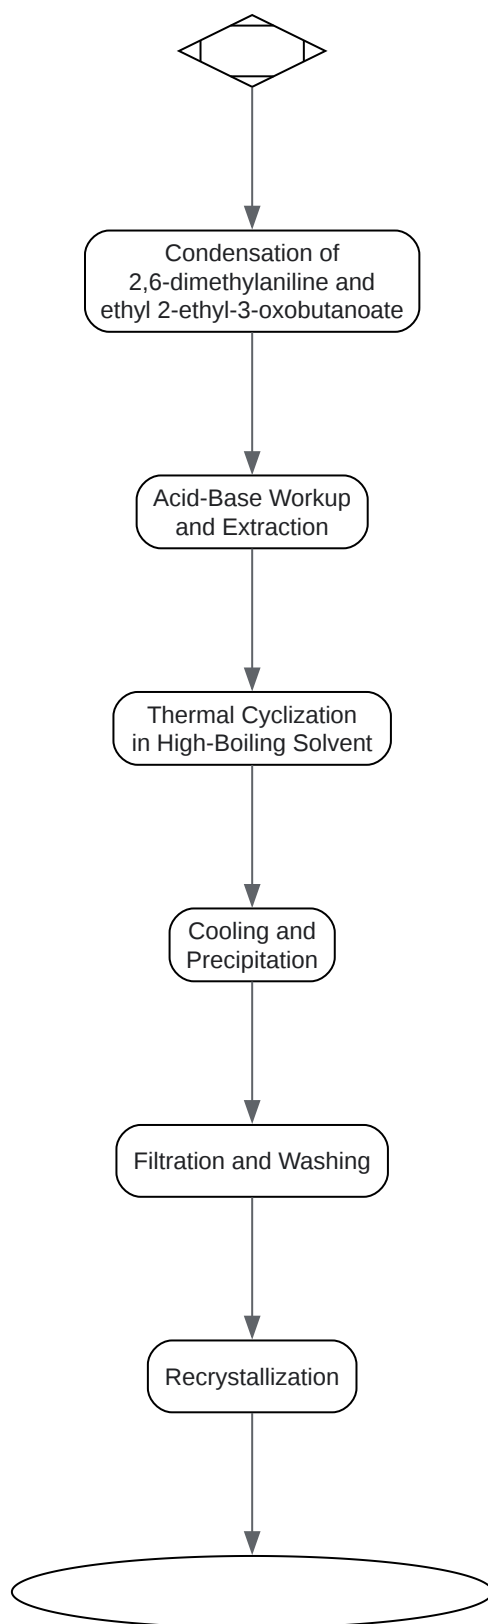 Condensation of
2,6-dimethylaniline and
ethyl 2-ethyl-3-oxobutanoate
Acid-Base Workup
and Extraction
Thermal Cyclization
in High-Boiling Solvent
Cooling and
Precipitation
Filtration and Washing
Recrystallization